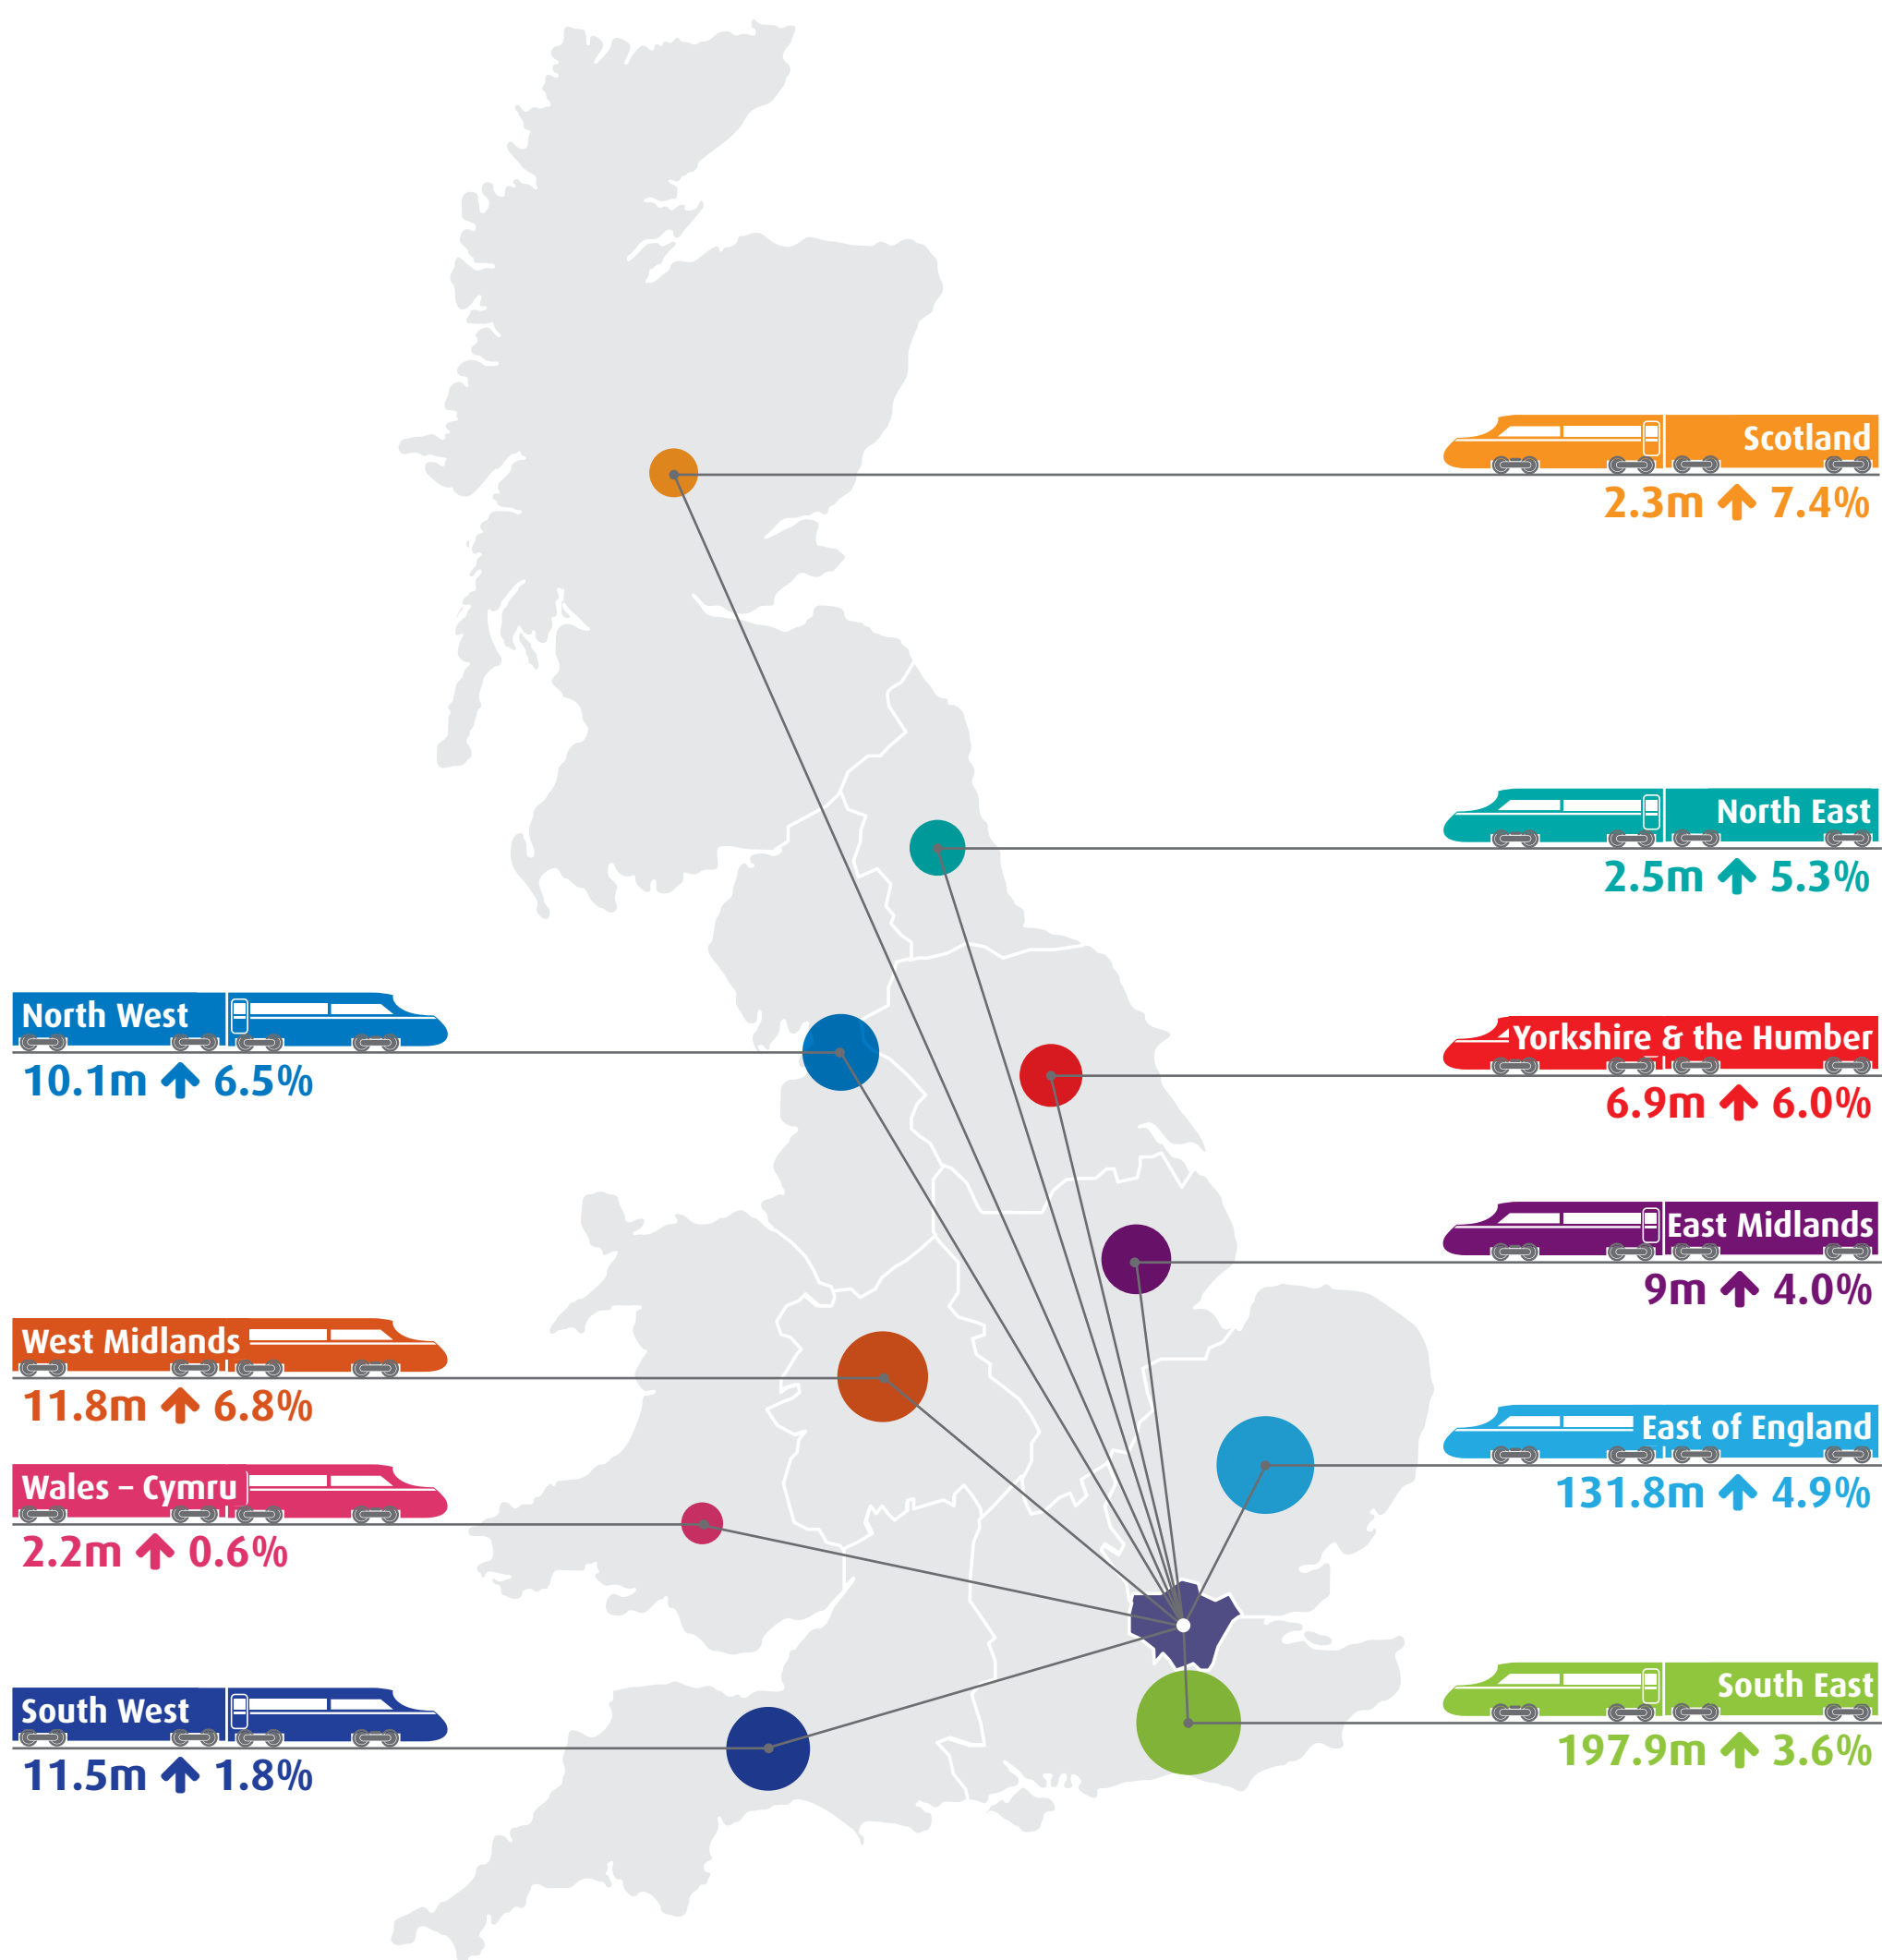 Scotland
2.3m ↑ 7.4%
North East
2.5m ↑ 5.3%
North West
10.1m ↑ 6.5%
Yorkshire & the Humber
6.9m ↑ 6.0%
East Midlands
9m ↑ 4.0%
West Midlands
11.8m ↑ 6.8%
East of England
131.8m ↑ 4.9%
Wales – Cymru
2.2m ↑ 0.6%
South East
197.9m ↑ 3.6%
South West
11.5m ↑ 1.8%